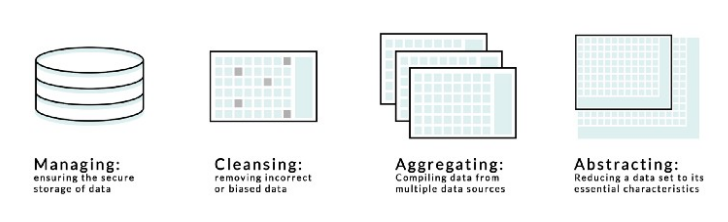 Managing:
ensuring the secure
storage of data
Cleansing:
removing incorrect
or biased data
Aggregating:
Compiling data from
multiple data sources
Abstracting:
Reducing a data set to its
essential characteristics